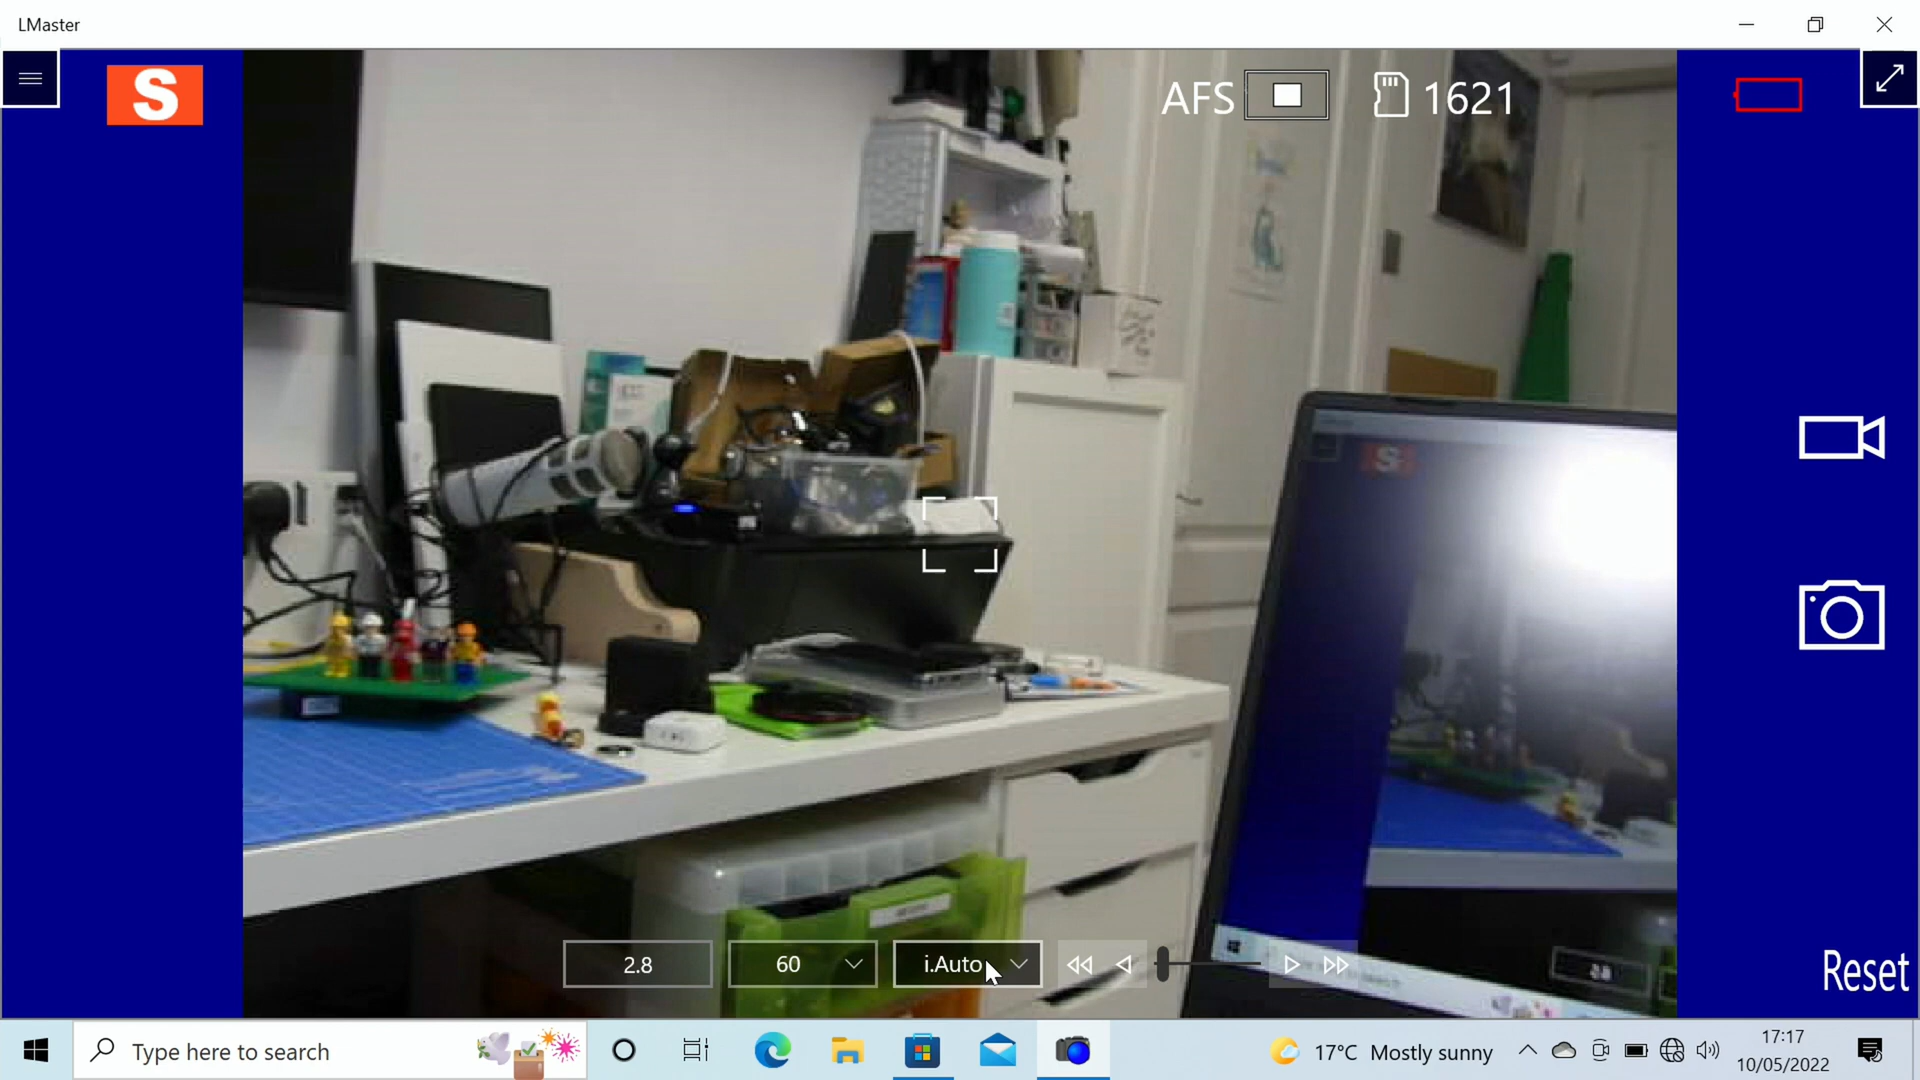 LMaster
S
AFS
1621
S
2.8
60
i.Auto
Reset
Type here to search
17°C Mostly sunny
17:17
10/05/2022